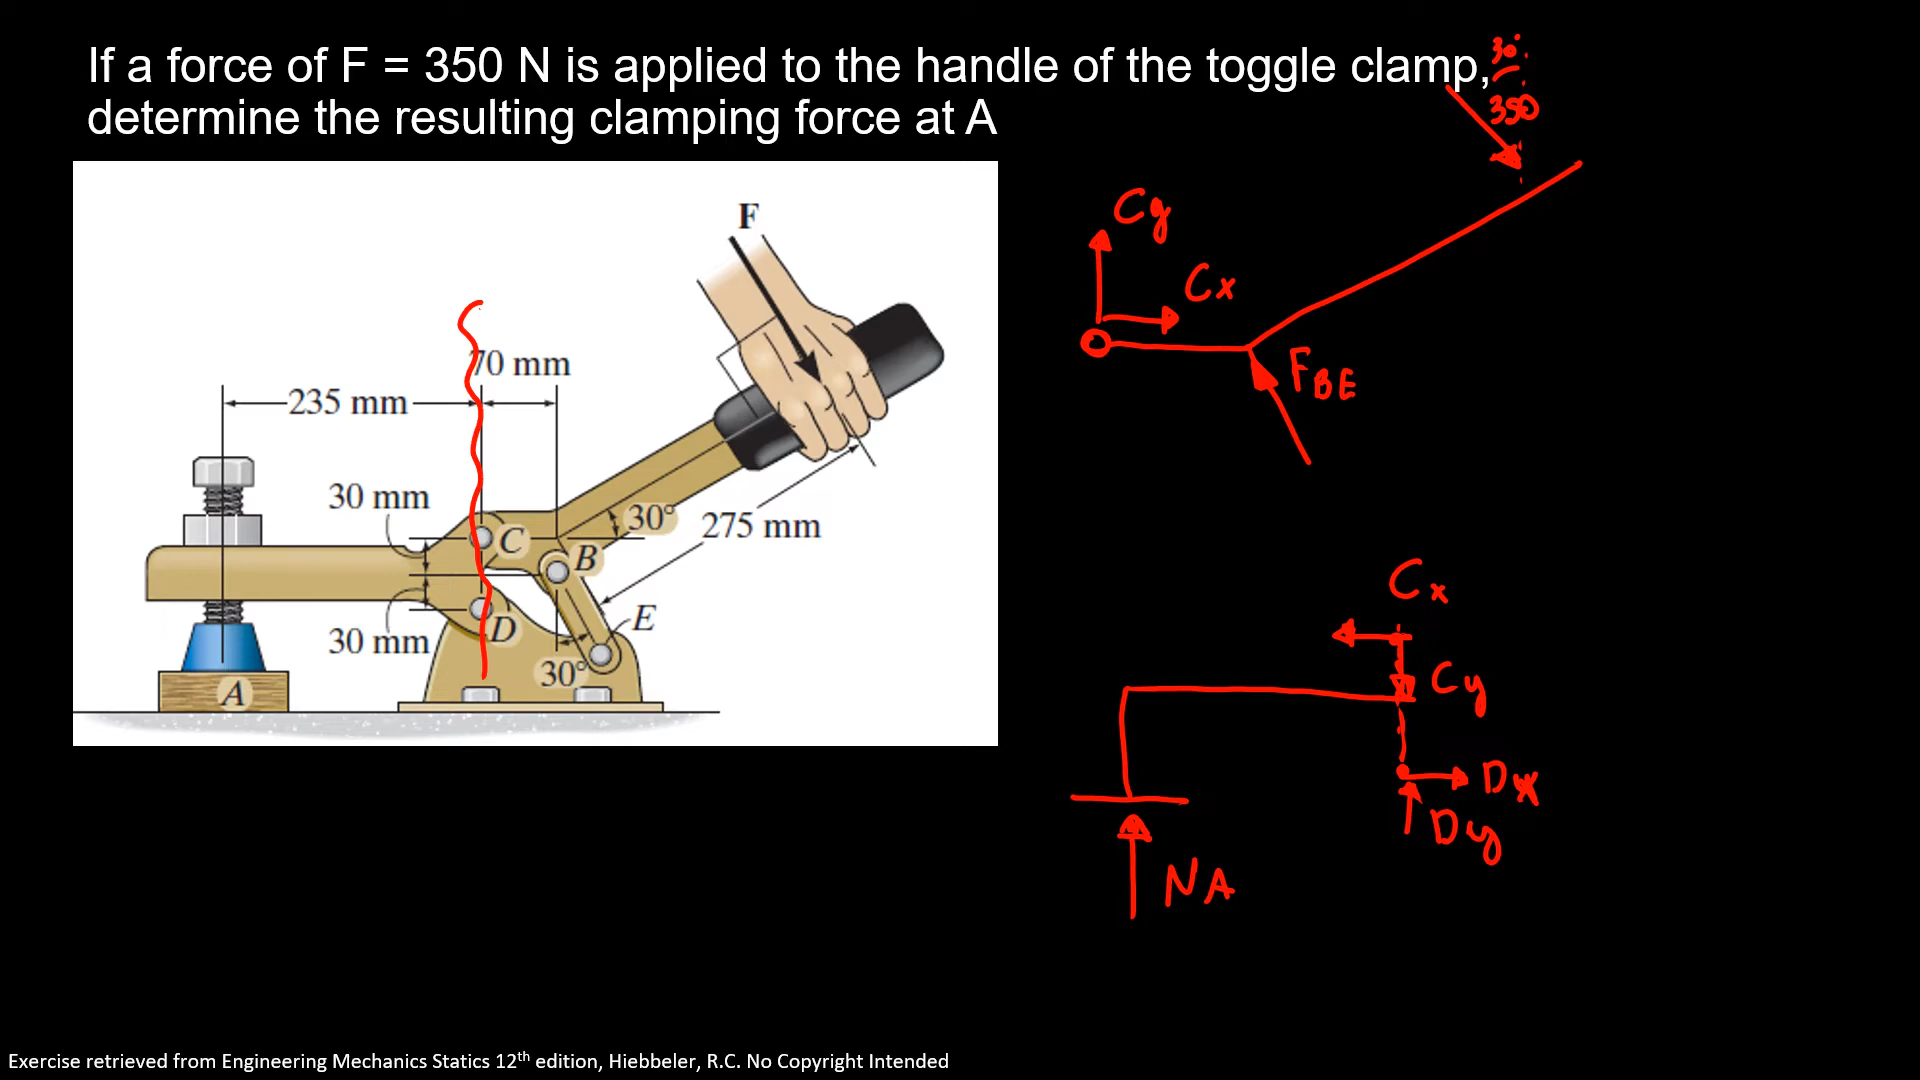 If a force of F = 350 N is applied to the handle of the toggle clamp,
determine the resulting clamping force at A
30°
350
F
70 mm
235 mm
30 mm
C
30°
275 mm
B
E
D
30 mm
30°
A
Cy
Cx
FBE
Cx
Cy
Dx
Dy
NA
Exercise retrieved from Engineering Mechanics Statics 12th edition, Hiebbeler, R.C. No Copyright Intended